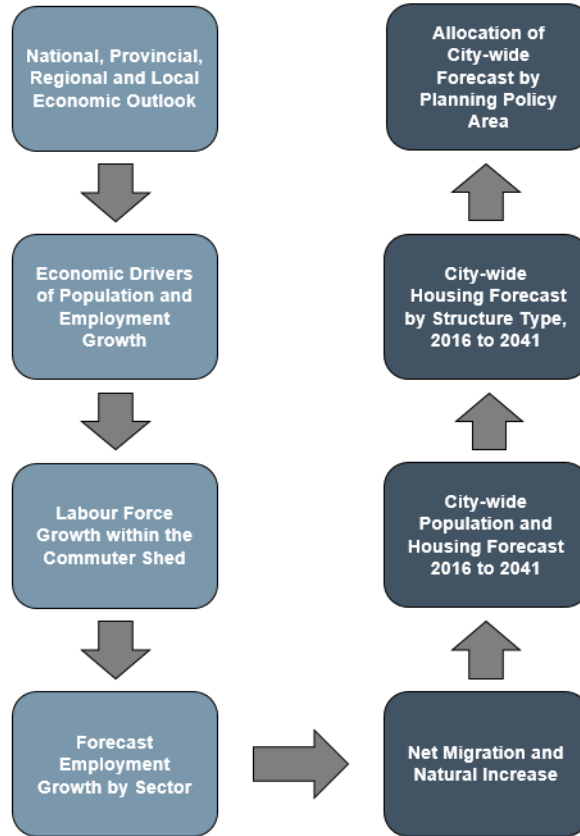 National, Provincial,
Regional and Local
Economic Outlook
Economic Drivers
of Population and
Employment
Growth
Labour Force
Growth within the
Commuter Shed
Forecast
Employment
Growth by Sector
Net Migration and
Natural Increase
City-wide
Population and
Housing Forecast
2016 to 2041
City-wide
Housing Forecast
by Structure Type,
2016 to 2041
Allocation of
City-wide
Forecast by
Planning Policy
Area